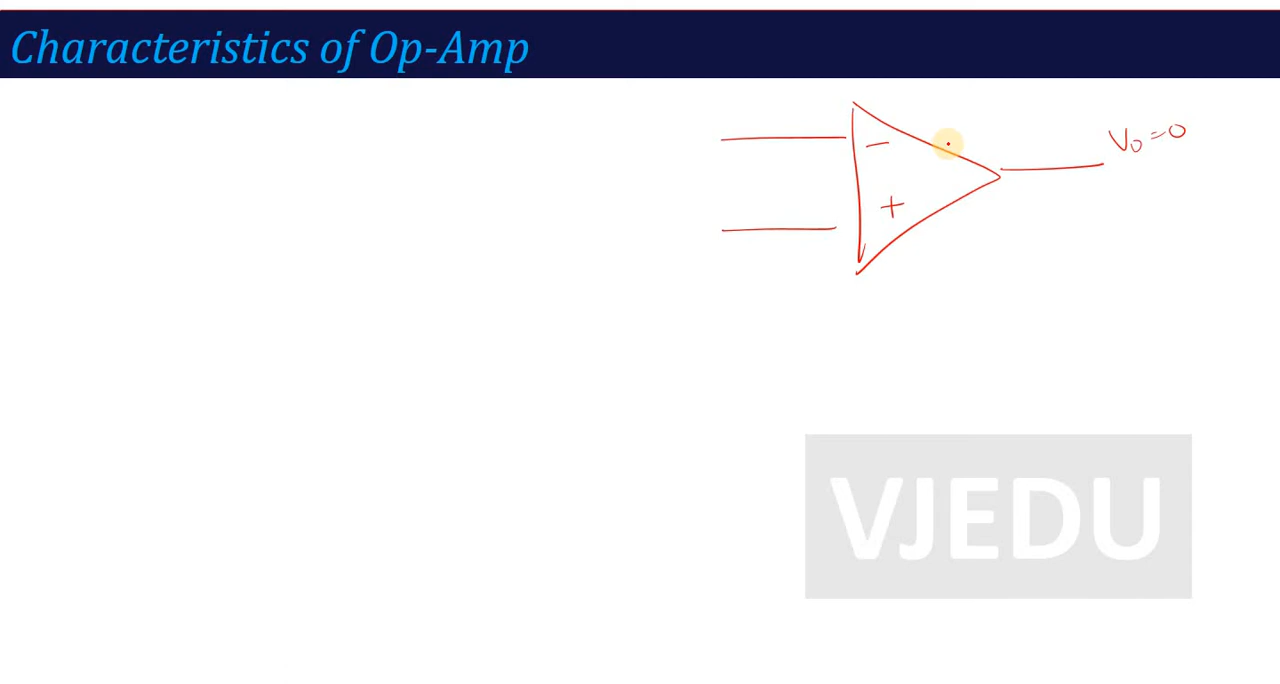 Characteristics of Op-Amp
V₀=0
−
+
VJEDU